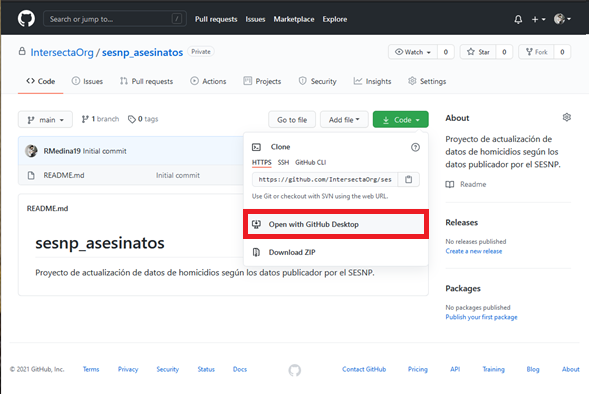 Search or jump to... /
Pull requests Issues Marketplace Explore
IntersectaOrg / sesnp_asesinatos Private
Watch 0 Star 0 Fork 0
Code Issues Pull requests Actions Projects Security Insights Settings
main 1 branch 0 tags
Go to file Add file Code
RMedina19 Initial commit
README.md Initial commit
Clone
HTTPS SSH GitHub CLI
https://github.com/IntersectaOrg/ses
Use Git or checkout with SVN using the web URL.
Open with GitHub Desktop
Download ZIP
README.md
sesnp_asesinatos
Proyecto de actualización de datos de homicidios según los datos publicador por el SESNP.
About
Proyecto de actualización de
datos de homicidios según los
datos publicador por el SESNP.
Readme
Releases
No releases published
Create a new release
Packages
No packages published
Publish your first package
© 2021 GitHub, Inc. Terms Privacy Security Status Docs Contact GitHub Pricing API Training Blog About